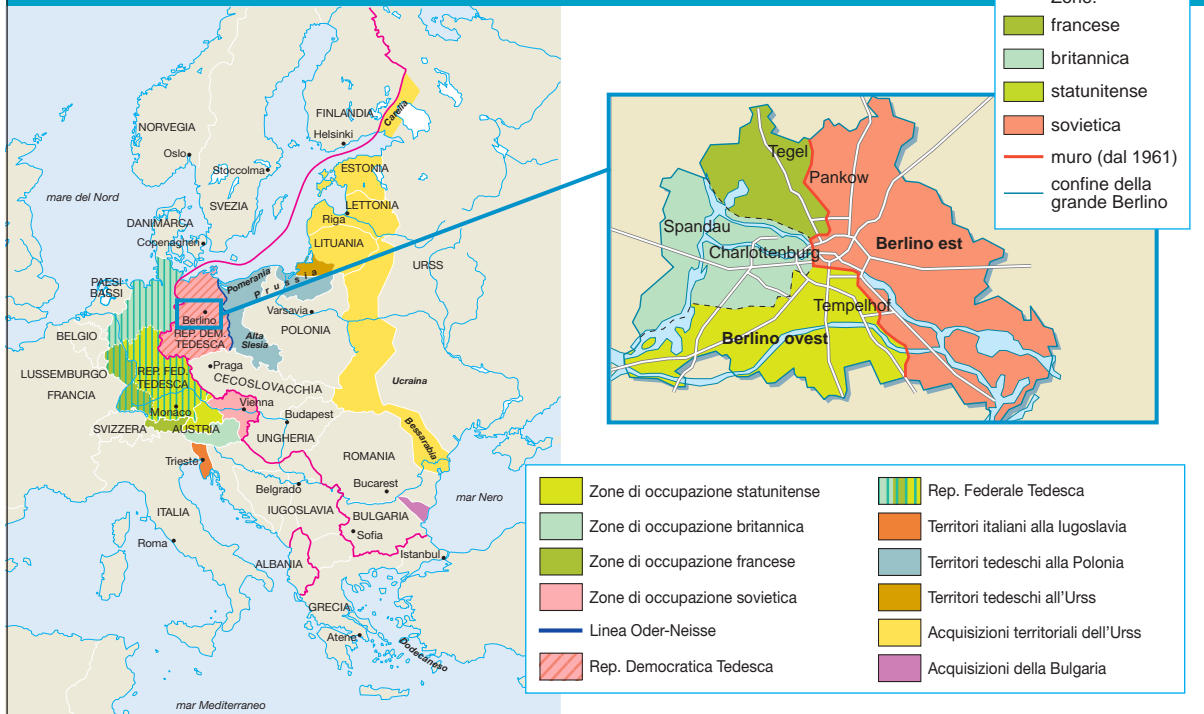 Zone:
francese
britannica
statunitense
sovietica
muro (dal 1961)
confine della
grande Berlino
Tegel
Pankow
Spandau
Charlottenburg
Berlino est
Tempelhof
Berlino ovest
FINLANDIA
Carelia
Helsinki
NORVEGIA
Oslo
Stoccolma
ESTONIA
mare del Nord
SVEZIA
LETTONIA
Riga
DANIMARCA
Copenaghen
LITUANIA
URSS
PAESI
BASSI
Pomerania
Prussia
Berlino
Varsavia
REP. DEM.
TEDESCA
POLONIA
BELGIO
Alta
Slesia
LUSSEMBURGO
REP. FED.
TEDESCA
Praga
CECOSLOVACCHIA
Ucraina
FRANCIA
Vienna
Monaco
Budapest
SVIZZERA
AUSTRIA
UNGHERIA
Bessarabia
Trieste
ROMANIA
Belgrado
Bucarest
mar Nero
ITALIA
IUGOSLAVIA
BULGARIA
Roma
Sofia
Istanbul
ALBANIA
GRECIA
Atene
Dodecaneso
mar Mediterraneo
Zone di occupazione statunitense
Zone di occupazione britannica
Zone di occupazione francese
Zone di occupazione sovietica
Linea Oder-Neisse
Rep. Democratica Tedesca
Rep. Federale Tedesca
Territori italiani alla Iugoslavia
Territori tedeschi alla Polonia
Territori tedeschi all'Urss
Acquisizioni territoriali dell'Urss
Acquisizioni della Bulgaria